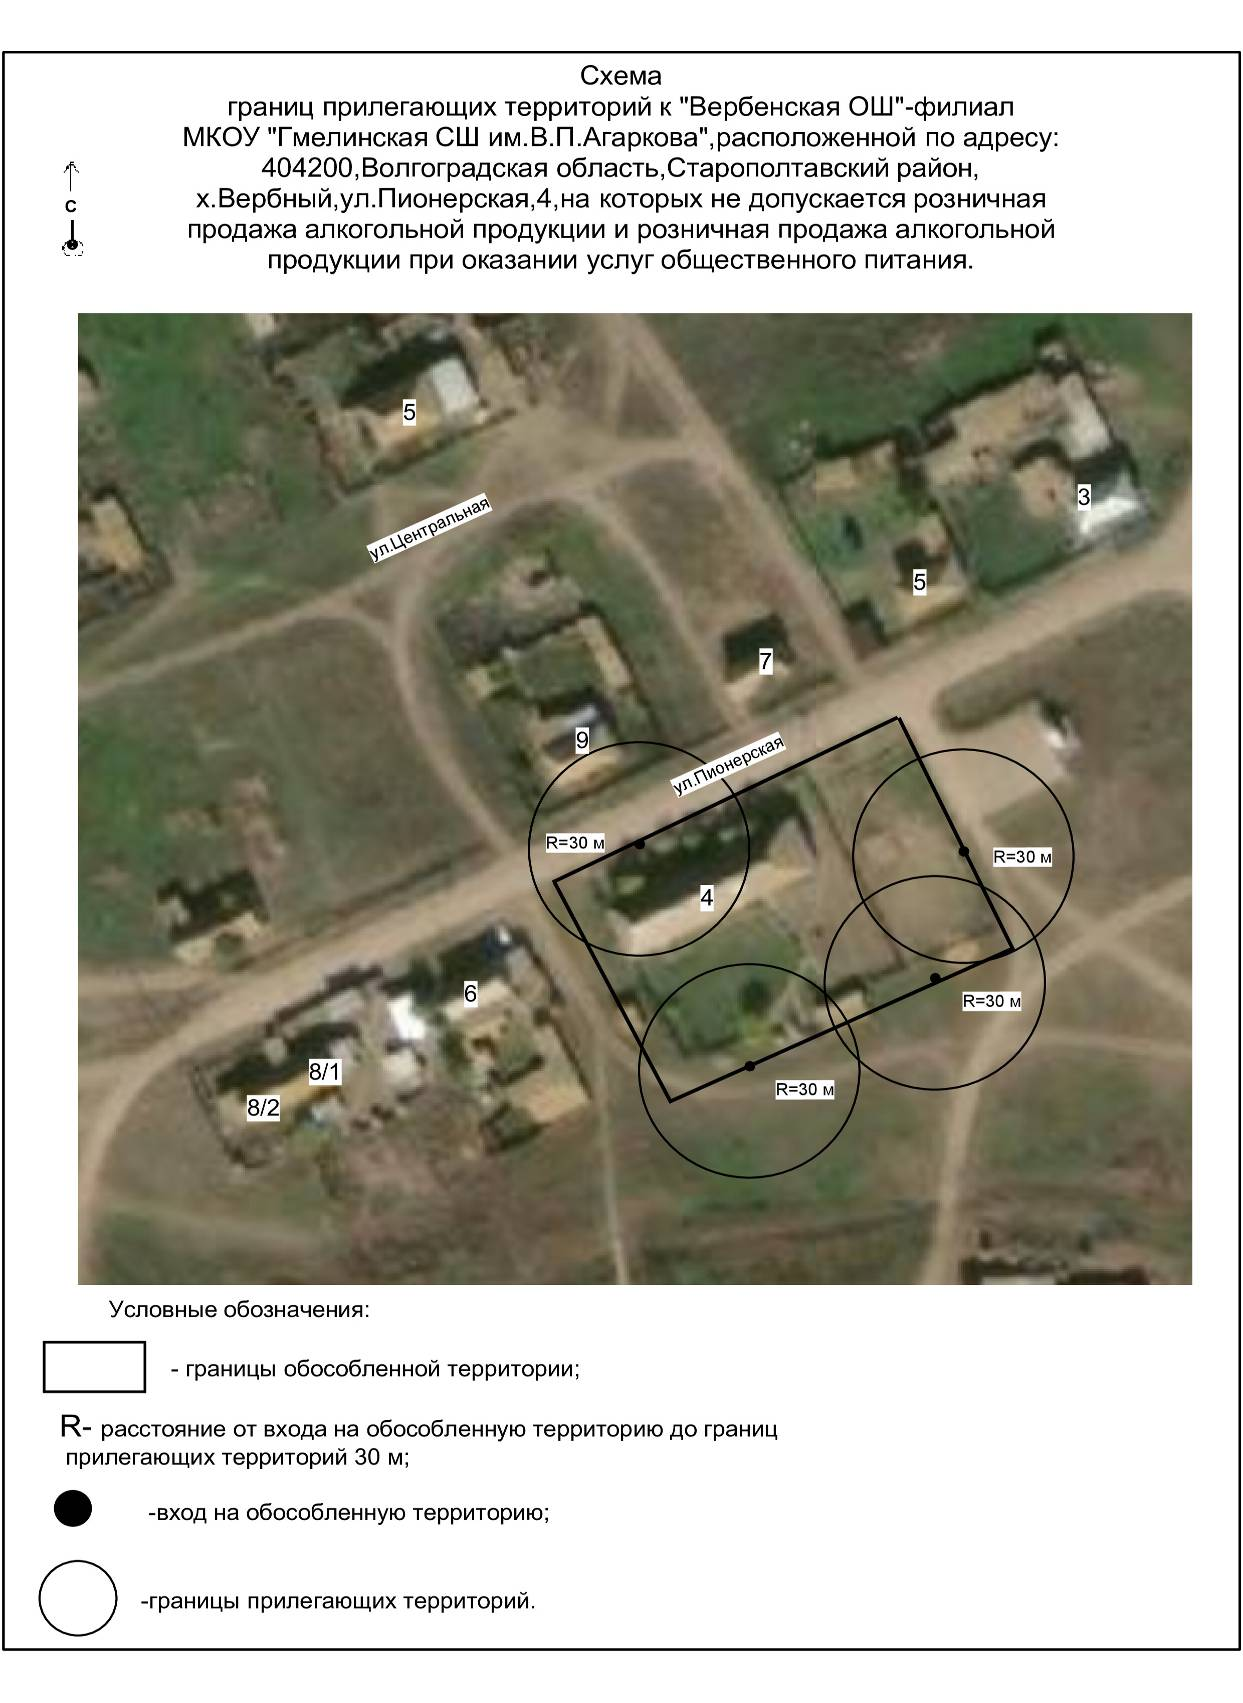 Схема
границ прилегающих территорий к "Вербенская ОШ"-филиал
МКОУ "Гмелинская СШ им.В.П.Агаркова",расположенной по адресу:
404200,Волгоградская область,Старополтавский район,
х.Вербный,ул.Пионерская,4,на которых не допускается розничная
продажа алкогольной продукции и розничная продажа алкогольной
продукции при оказании услуг общественного питания.
С
5
3
ул.Центральная
5
7
9
ул.Пионерская
R=30 м
R=30 м
4
6
R=30 м
8/1
R=30 м
8/2
Условные обозначения:
- границы обособленной территории;
R- расстояние от входа на обособленную территорию до границ
прилегающих территорий 30 м;
-вход на обособленную территорию;
-границы прилегающих территорий.